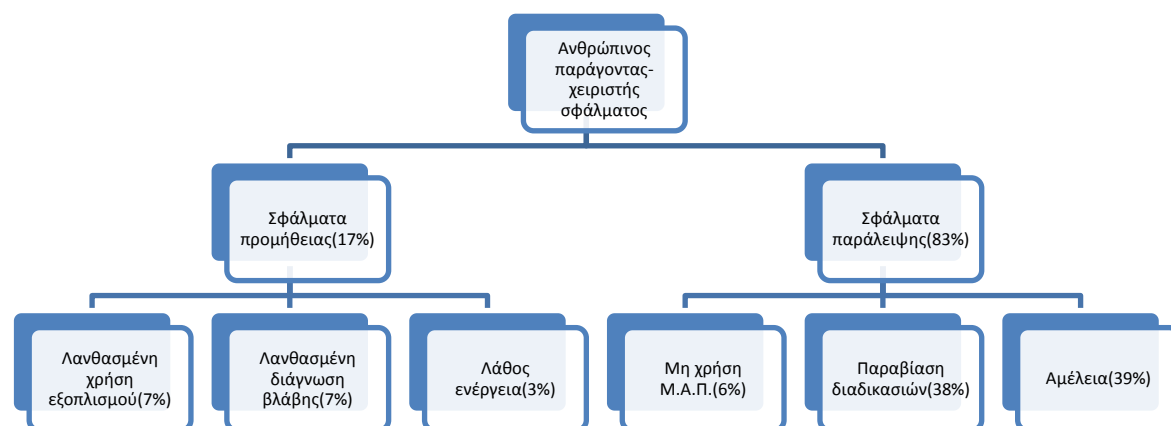 Ανθρώπινος
παράγοντας-
χειριστής
σφάλματος
Σφάλματα
προμήθειας(17%)
Σφάλματα
παράλειψης(83%)
Λανθασμένη
χρήση
εξοπλισμού(7%)
Λανθασμένη
διάγνωση
βλάβης(7%)
Λάθος
ενέργεια(3%)
Μη χρήση
Μ.Α.Π.(6%)
Παραβίαση
διαδικασιών(38%)
Αμέλεια(39%)